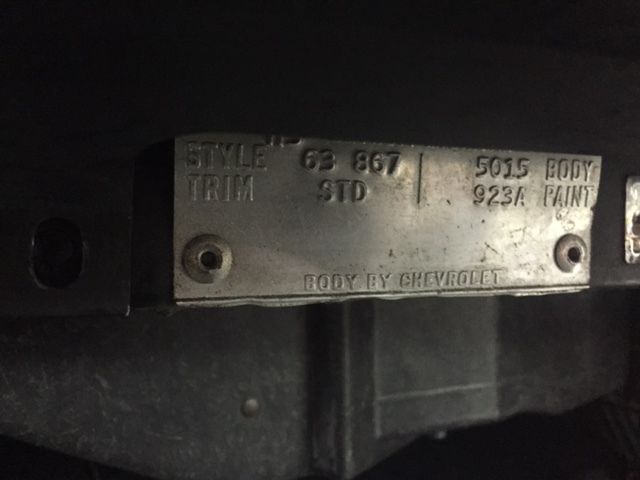 STYLE 63 867 5015 BODY
TRIM STD 923A PAINT
BODY BY CHEVROLET